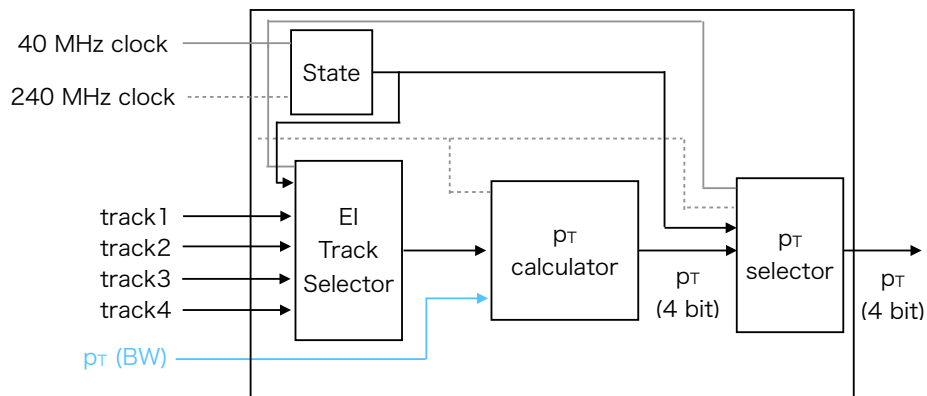 40 MHz clock
State
240 MHz clock
track1
track2
track3
track4
EI
Track
Selector
pT
calculator
pT
(4 bit)
pT
selector
pT
(4 bit)
pT (BW)